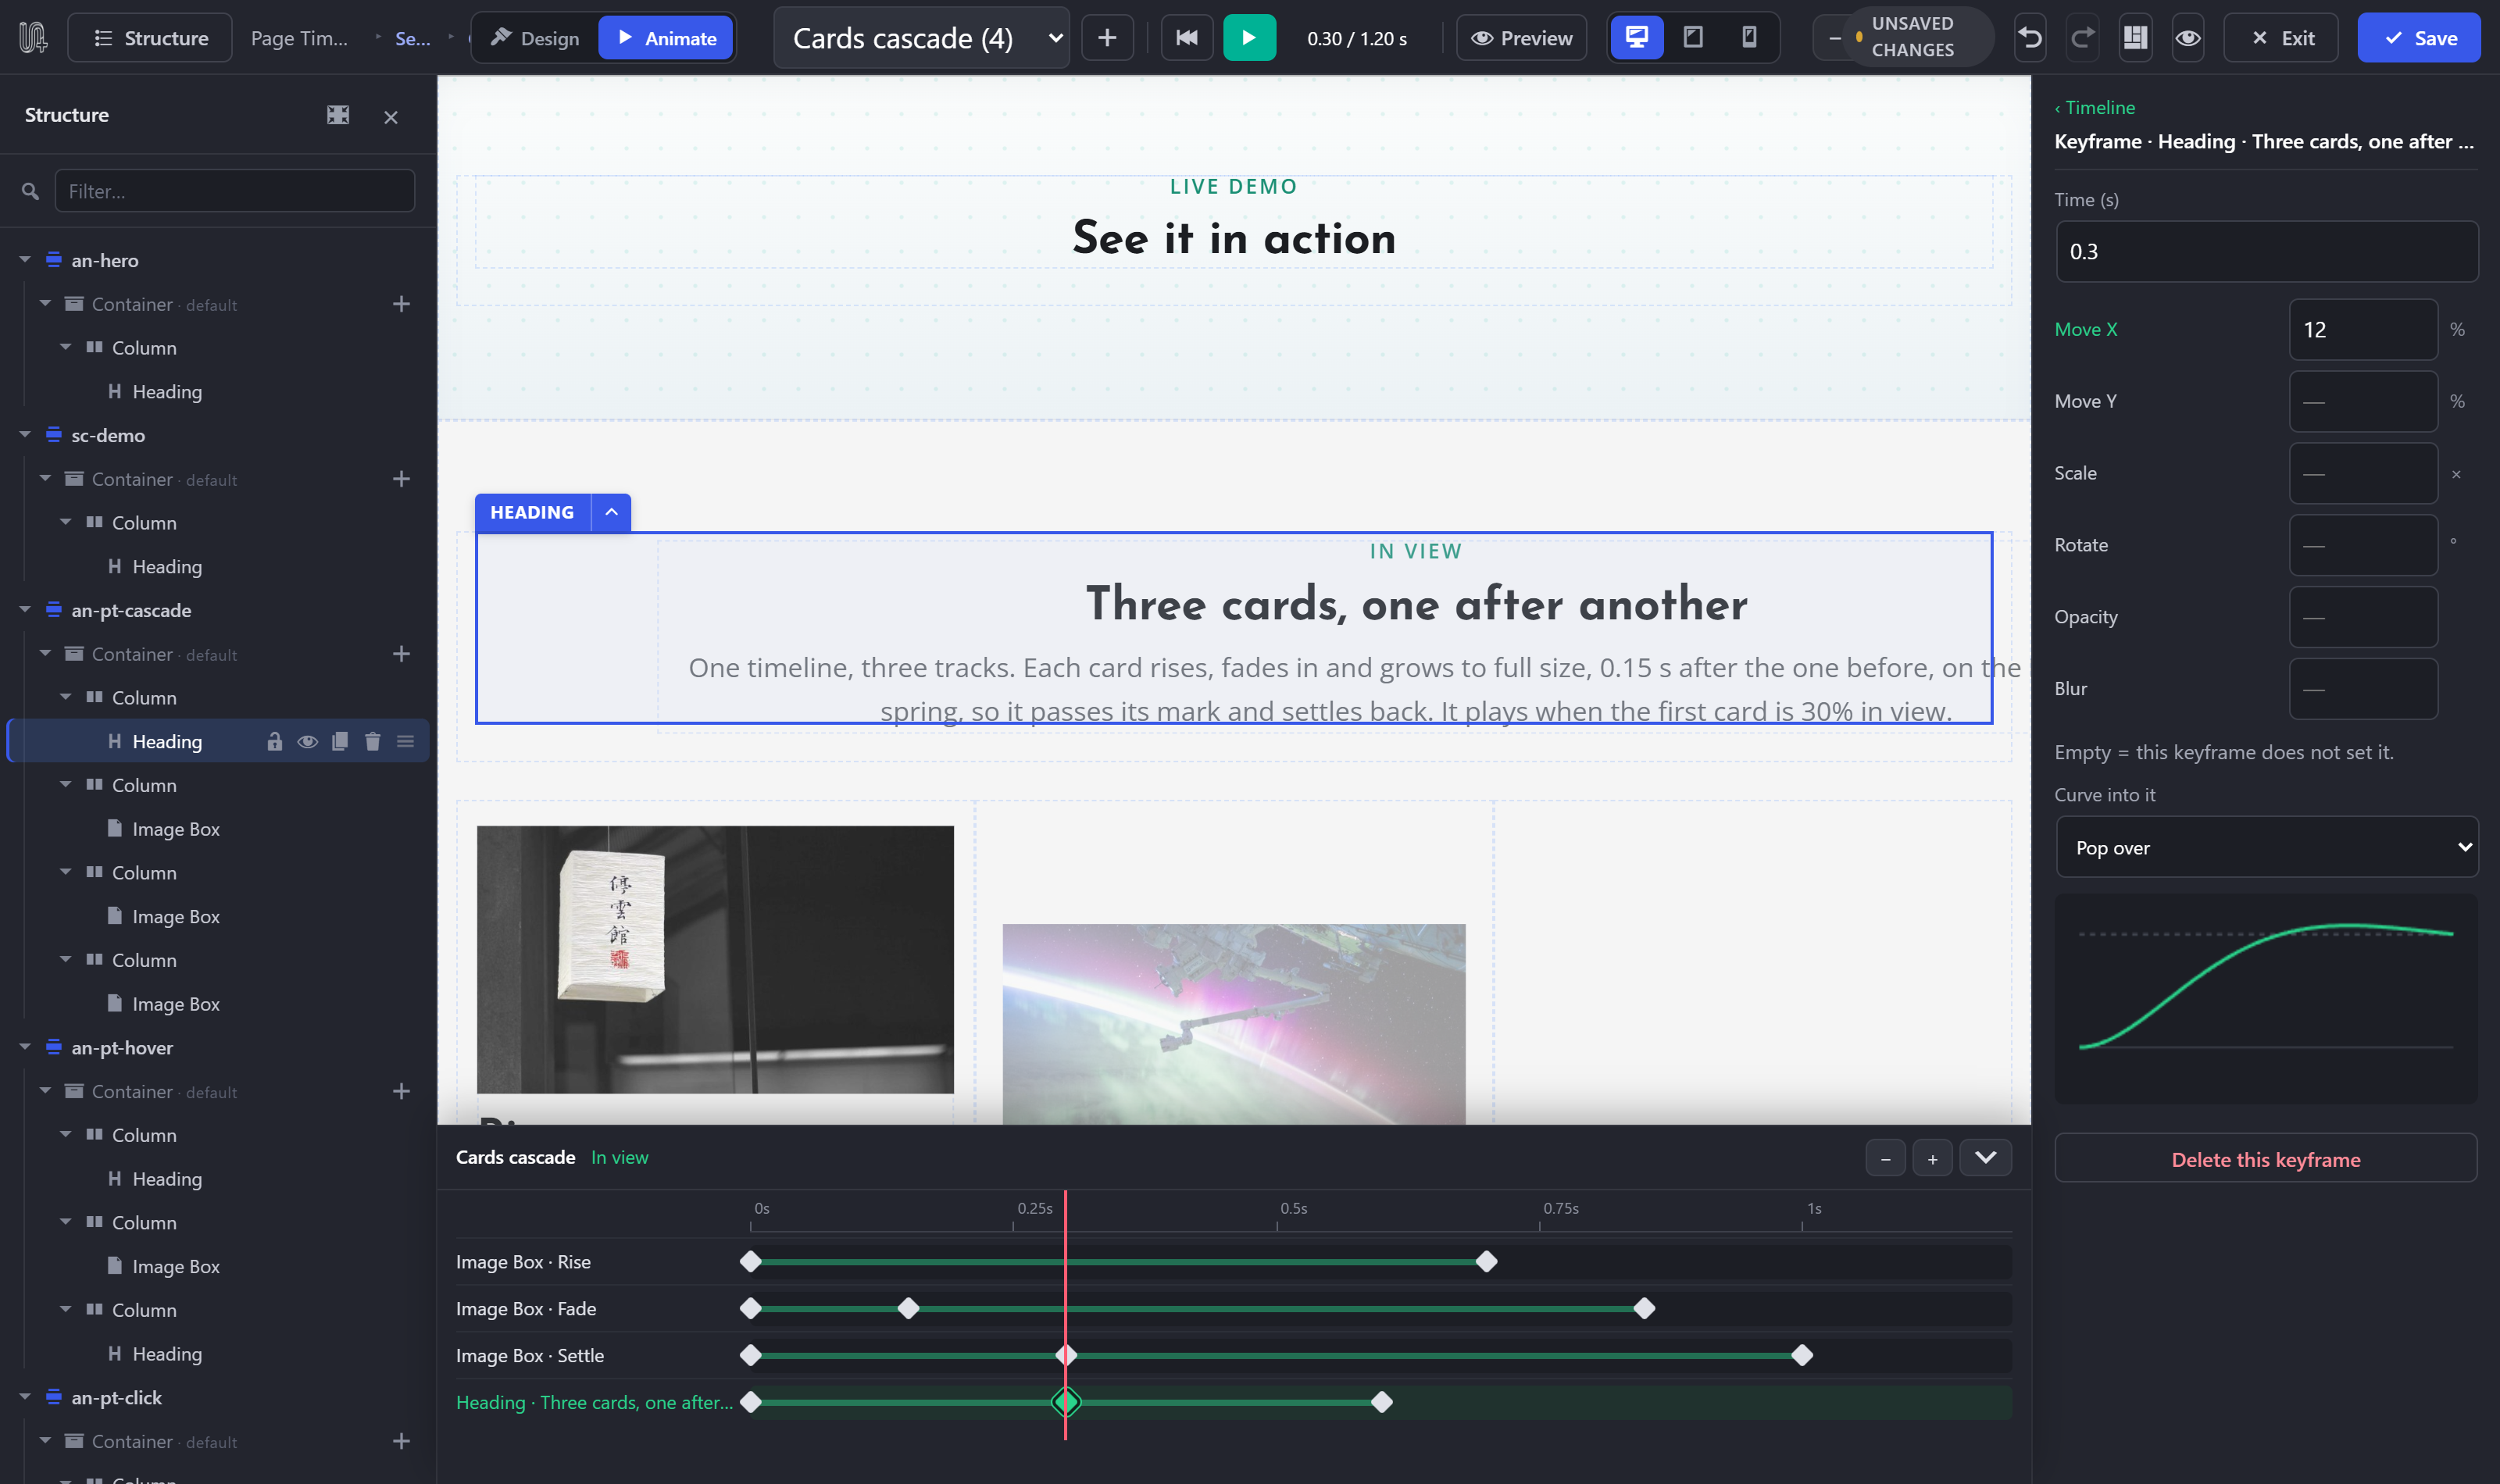 Structure
Page Tim...
Se...
Design
Animate
Cards cascade (4)
0.30 / 1.20 s
Preview
UNSAVED
CHANGES
Exit
Save
Structure
Filter...
an-hero
Container · default
Column
Heading
sc-demo
Container · default
Column
Heading
an-pt-cascade
Container · default
Column
Heading
Column
Image Box
Column
Image Box
Column
Image Box
an-pt-hover
Container · default
Column
Heading
Column
Image Box
Column
Heading
an-pt-click
Container · default
LIVE DEMO
See it in action
HEADING
IN VIEW
Three cards, one after another
One timeline, three tracks. Each card rises, fades in and grows to full size, 0.15 s after the one before, on the
spring, so it passes its mark and settles back. It plays when the first card is 30% in view.
停
雲
館
Cards cascade In view
0s 0.25s 0.5s 0.75s 1s
Image Box · Rise
Image Box · Fade
Image Box · Settle
Heading · Three cards, one after...
‹ Timeline
Keyframe · Heading · Three cards, one after ...
Time (s)
0.3
Move X 12 %
Move Y — %
Scale — ×
Rotate — °
Opacity —
Blur —
Empty = this keyframe does not set it.
Curve into it
Pop over
Delete this keyframe